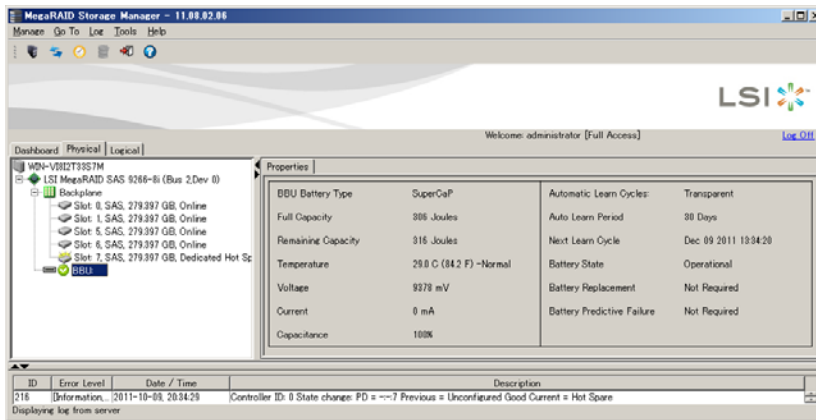 MegaRAID Storage Manager - 11.08.02.06
Manage Go To Log Tools Help
LSI
Welcome: administrator [Full Access]
Log Off
Dashboard Physical Logical
WIN-VI8I2T33S7M
LSI MegaRAID SAS 9266-8i (Bus 2,Dev 0)
Backplane
Slot: 0, SAS, 279.397 GB, Online
Slot: 1, SAS, 279.397 GB, Online
Slot: 5, SAS, 279.397 GB, Online
Slot: 6, SAS, 279.397 GB, Online
Slot: 7, SAS, 279.397 GB, Dedicated Hot Sp
BBU:
Properties
BBU Battery Type SuperCaP Automatic Learn Cycles: Transparent
Full Capacity 306 Joules Auto Learn Period 30 Days
Remaining Capacity 316 Joules Next Learn Cycle Dec 09 2011 13:34:20
Temperature 29.0 C (84.2 F) -Normal Battery State Operational
Voltage 9378 mV Battery Replacement Not Required
Current 0 mA Battery Predictive Failure Not Required
Capacitance 100%
ID Error Level Date / Time Description
216 [Information,... 2011-10-09, 20:34:29 Controller ID: 0 State change: PD = -:-:7 Previous = Unconfigured Good Current = Hot Spare
Displaying log from server